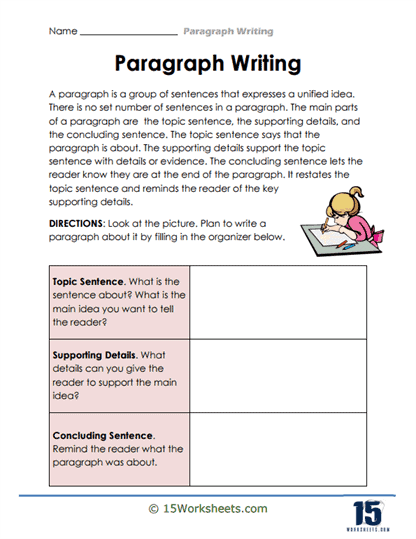 Name ____________________ Paragraph Writing
Paragraph Writing
A paragraph is a group of sentences that expresses a unified idea.
There is no set number of sentences in a paragraph. The main parts
of a paragraph are the topic sentence, the supporting details, and
the concluding sentence. The topic sentence says that the
paragraph is about. The supporting details support the topic
sentence with details or evidence. The concluding sentence lets the
reader know they are at the end of the paragraph. It restates the
topic sentence and reminds the reader of the key
supporting details.
DIRECTIONS: Look at the picture. Plan to write a
paragraph about it by filling in the organizer below.
Topic Sentence. What is the
sentence about? What is the
main idea you want to tell
the reader?
Supporting Details. What
details can you give the
reader to support the main
idea?
Concluding Sentence.
Remind the reader what the
paragraph was about.
© 15Worksheets.com
15
WORKSHEETS.COM